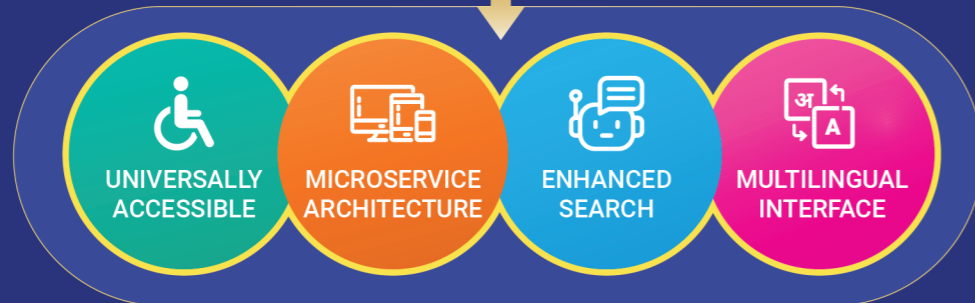 UNIVERSALLY
ACCESSIBLE
MICROSERVICE
ARCHITECTURE
ENHANCED
SEARCH
अ
A
MULTILINGUAL
INTERFACE